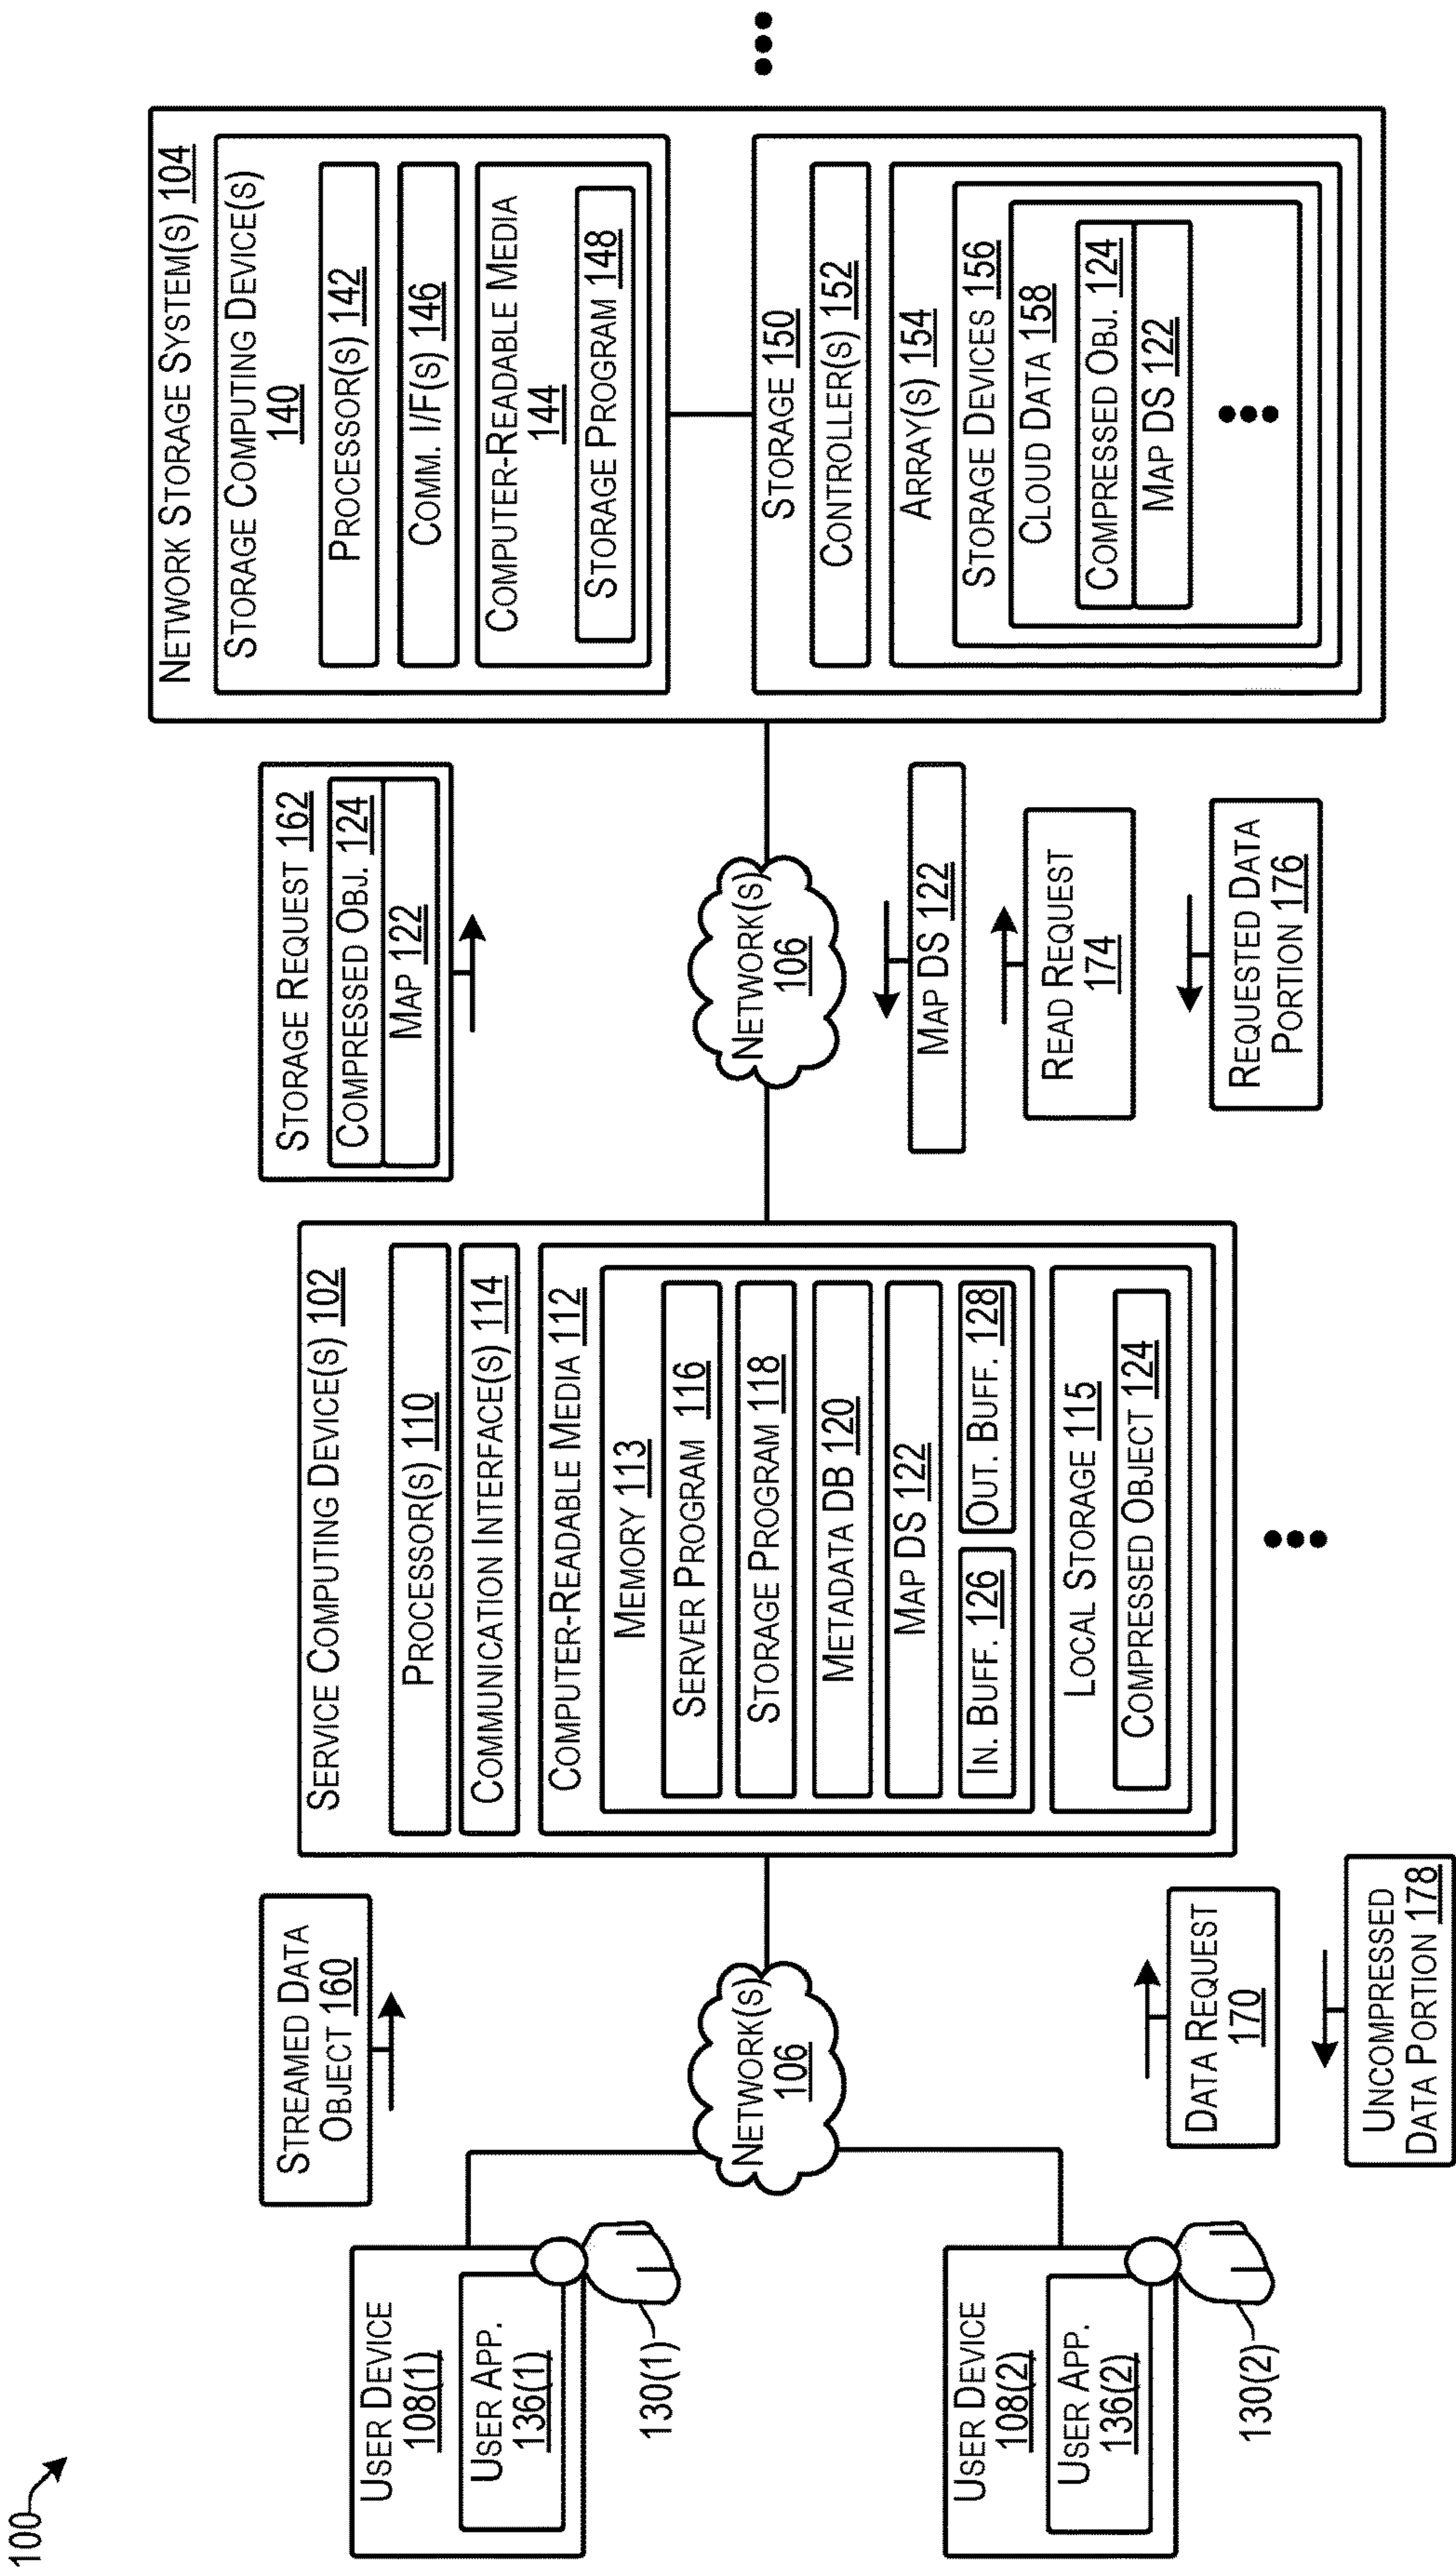 100
USER DEVICE
108(1)
USER APP.
136(1)
130(1)
USER DEVICE
108(2)
USER APP.
136(2)
130(2)
STREAMED DATA
OBJECT 160
NETWORK(S)
106
DATA REQUEST
170
UNCOMPRESSED
DATA PORTION 178
SERVICE COMPUTING DEVICE(S) 102
PROCESSOR(S) 110
COMMUNICATION INTERFACE(S) 114
COMPUTER-READABLE MEDIA 112
MEMORY 113
SERVER PROGRAM 116
STORAGE PROGRAM 118
METADATA DB 120
MAP DS 122
IN. BUFF. 126
OUT. BUFF. 128
LOCAL STORAGE 115
COMPRESSED OBJECT 124
STORAGE REQUEST 162
COMPRESSED OBJ. 124
MAP 122
NETWORK(S)
106
MAP DS 122
READ REQUEST
174
REQUESTED DATA
PORTION 176
NETWORK STORAGE SYSTEM(S) 104
STORAGE COMPUTING DEVICE(S)
140
PROCESSOR(S) 142
COMM. I/F(S) 146
COMPUTER-READABLE MEDIA
144
STORAGE PROGRAM 148
STORAGE 150
CONTROLLER(S) 152
ARRAY(S) 154
STORAGE DEVICES 156
CLOUD DATA 158
COMPRESSED OBJ. 124
MAP DS 122